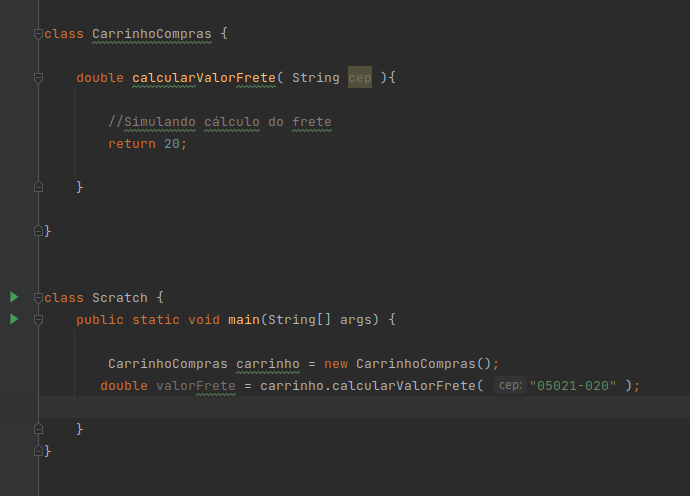 class CarrinhoCompras {
double calcularValorFrete( String cep ){
//Simulando cálculo do frete
return 20;
}
}
class Scratch {
public static void main(String[] args) {
CarrinhoCompras carrinho = new CarrinhoCompras();
double valorFrete = carrinho.calcularValorFrete( cep: "05021-020" );
}
}